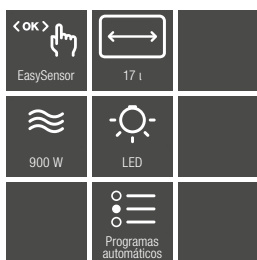 <OK>
EasySensor
17 l
900 W
LED
Programas
automáticos